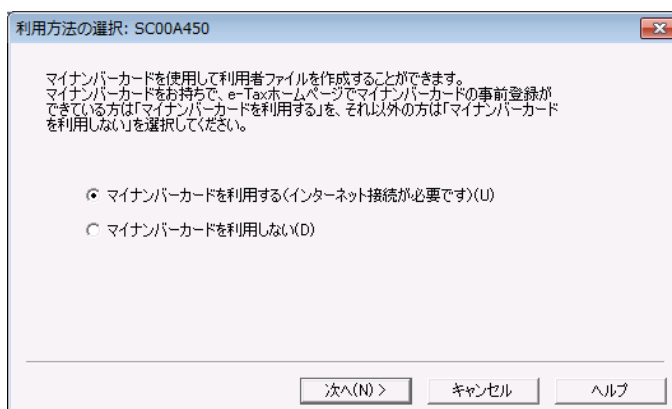 利用方法の選択: SC00A450
マイナンバーカードを使用して利用者ファイルを作成することができます。
マイナンバーカードをお持ちで、e-Taxホームページでマイナンバーカードの事前登録が
できている方は「マイナンバーカードを利用する」を、それ以外の方は「マイナンバーカード
を利用しない」を選択してください。
マイナンバーカードを利用する(インターネット接続が必要です)(U)
マイナンバーカードを利用しない(D)
次へ(N) >
キャンセル
ヘルプ